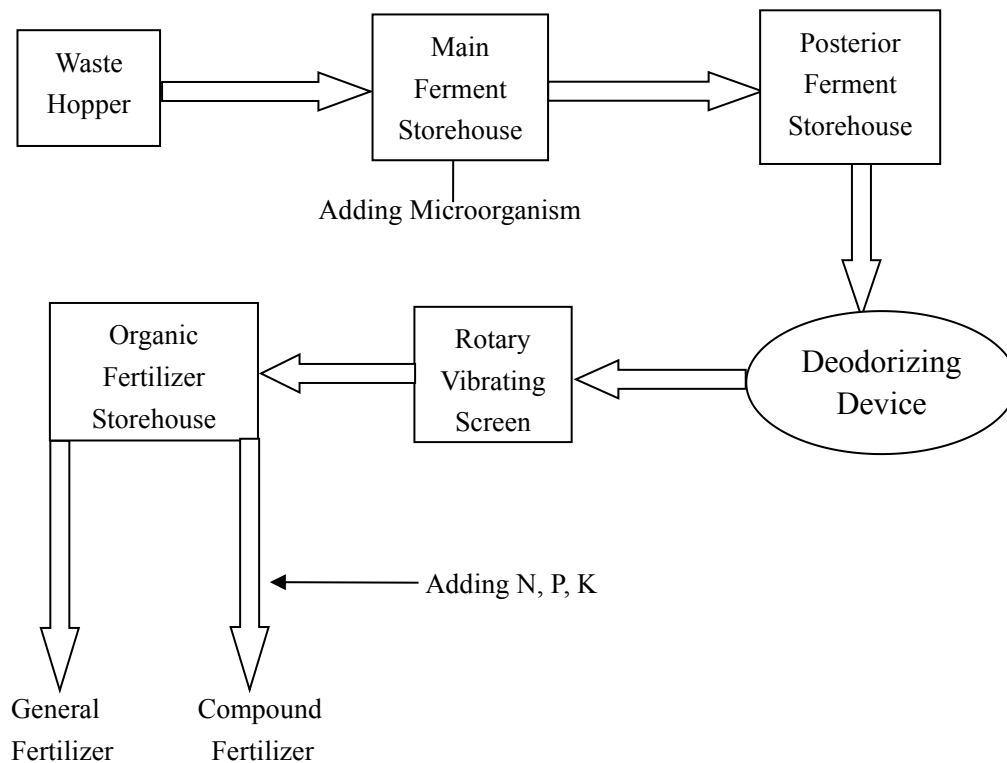 Waste
Hopper
Main
Ferment
Storehouse
Posterior
Ferment
Storehouse
Adding Microorganism
Deodorizing
Device
Rotary
Vibrating
Screen
Organic
Fertilizer
Storehouse
Adding N, P, K
General
Fertilizer
Compound
Fertilizer